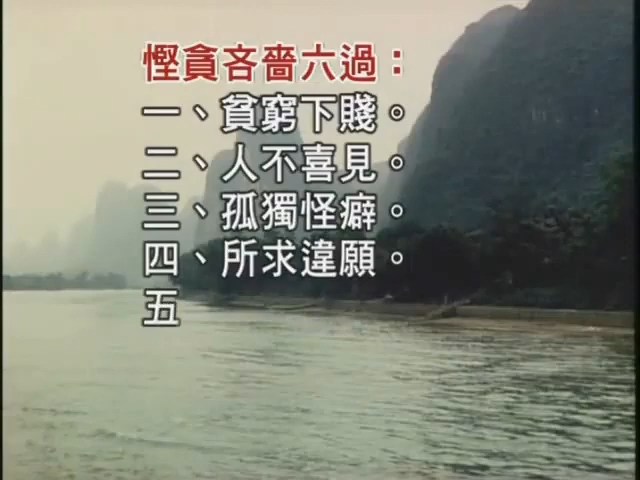 慳貪吝嗇六過：
一、貧窮下賤。
二、人不喜見。
三、孤獨怪癖。
四、所求違願。
五